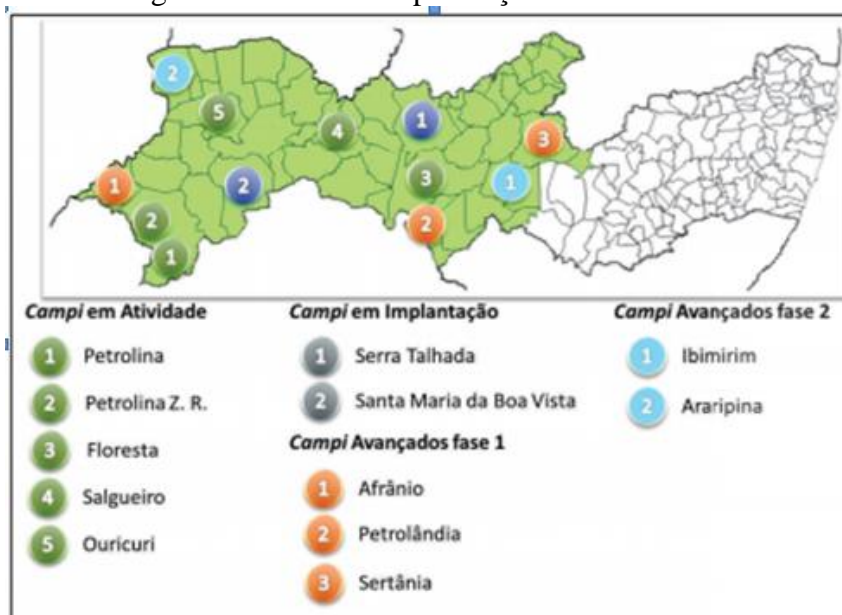 2
5
4
1
3
1
2
3
1
2
2
1
Campi em Atividade
1 Petrolina
2 Petrolina Z. R.
3 Floresta
4 Salgueiro
5 Ouricuri
Campi em Implantação
1 Serra Talhada
2 Santa Maria da Boa Vista
Campi Avançados fase 1
1 Afrânio
2 Petrolândia
3 Sertânia
Campi Avançados fase 2
1 Ibimirim
2 Araripina